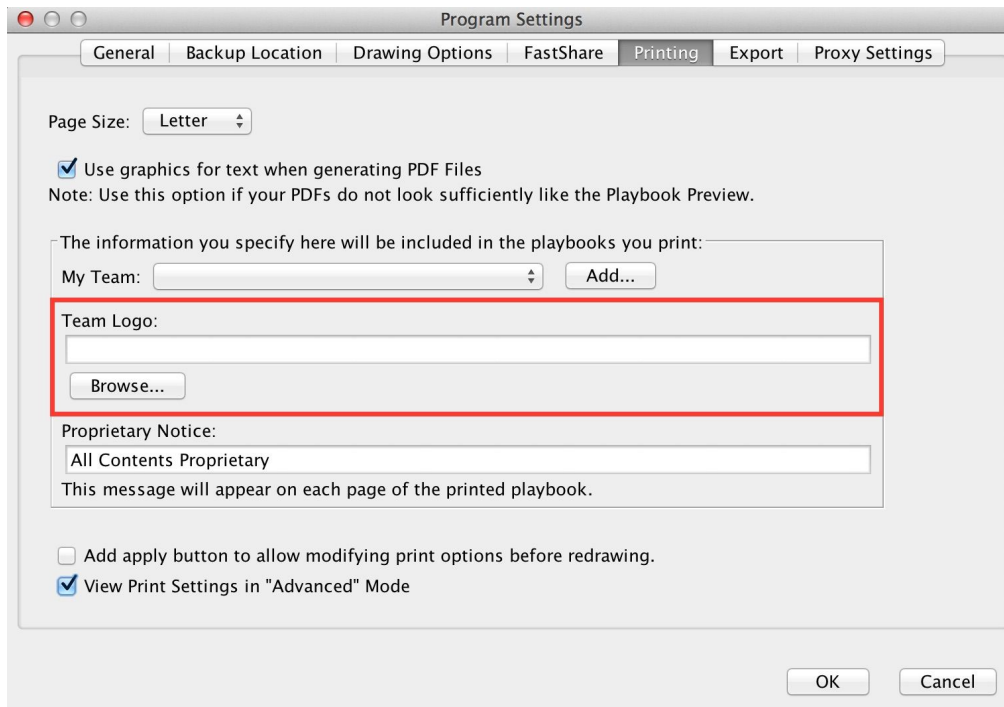 Program Settings
General Backup Location Drawing Options FastShare Printing Export Proxy Settings
Page Size: Letter
Use graphics for text when generating PDF Files
Note: Use this option if your PDFs do not look sufficiently like the Playbook Preview.
The information you specify here will be included in the playbooks you print:
My Team: Add...
Team Logo:
Browse...
Proprietary Notice:
All Contents Proprietary
This message will appear on each page of the printed playbook.
Add apply button to allow modifying print options before redrawing.
View Print Settings in "Advanced" Mode
OK Cancel